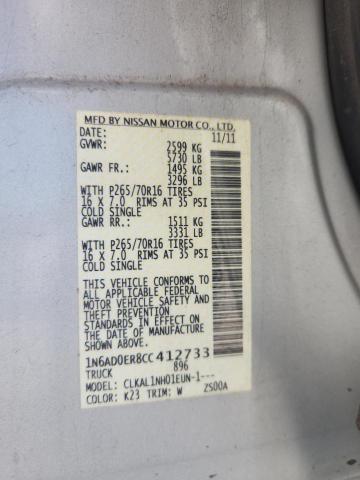 MFD BY NISSAN MOTOR CO., LTD.
DATE: 11/11
GVWR: 2599 KG
5730 LB
GAWR FR.: 1495 KG
3296 LB
WITH P265/70R16 TIRES
16 X 7.0 RIMS AT 35 PSI
COLD SINGLE
GAWR RR.: 1511 KG
3331 LB
WITH P265/70R16 TIRES
16 X 7.0 RIMS AT 35 PSI
COLD SINGLE
THIS VEHICLE CONFORMS TO
ALL APPLICABLE FEDERAL
MOTOR VEHICLE SAFETY AND
THEFT PREVENTION
STANDARDS IN EFFECT ON
THE DATE OF MANUFACTURE
SHOWN ABOVE.
1N6AD0ER8CC412733
TRUCK 896
MODEL: CLKAL1NH01EUN-1---
COLOR: K23 TRIM: W ZS00A